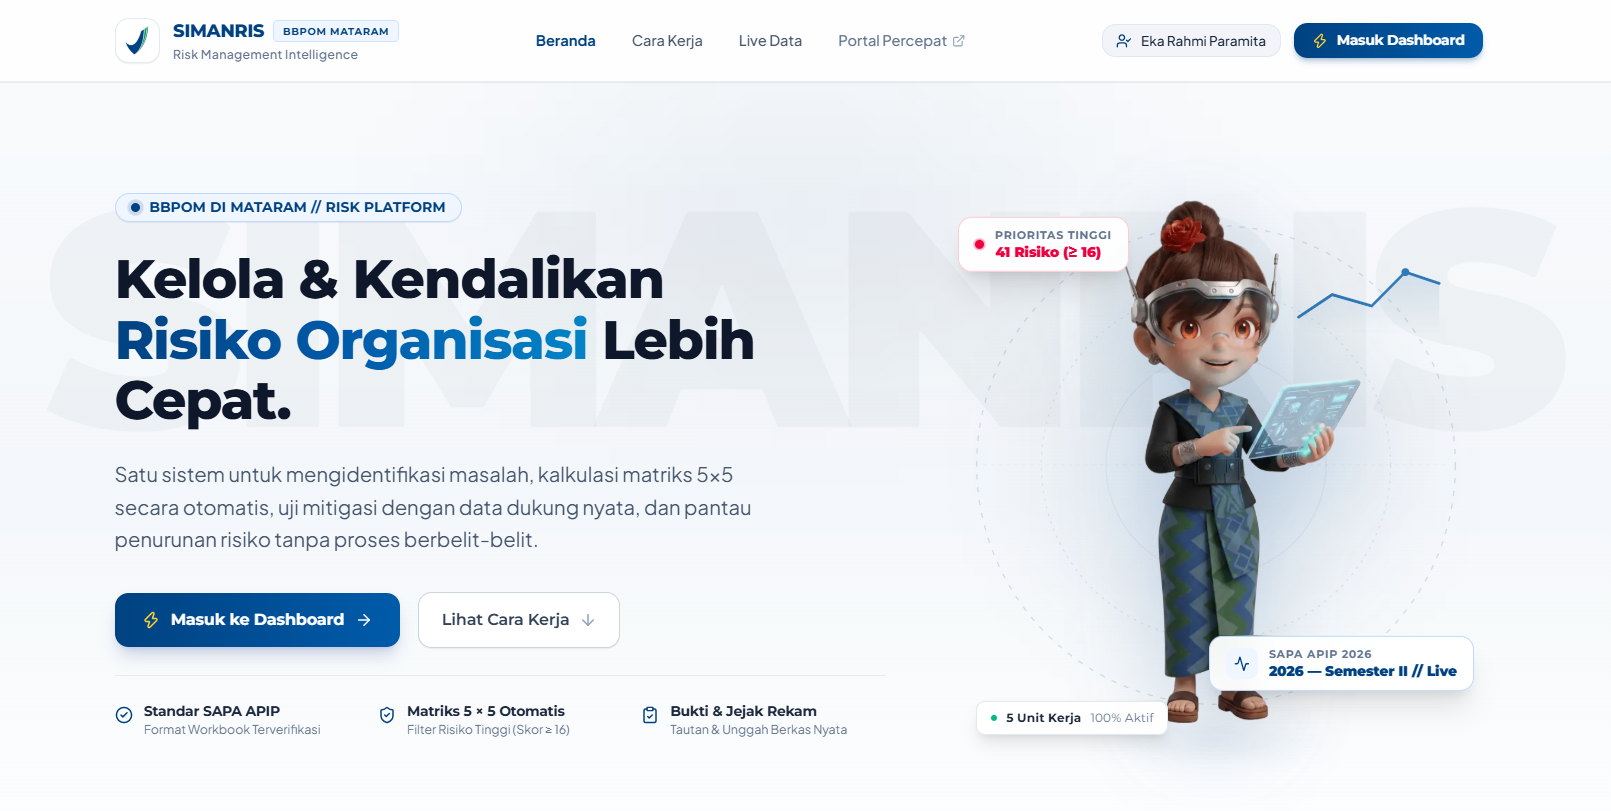 SIMANRIS
BBPOM MATARAM
Risk Management Intelligence
Beranda
Cara Kerja
Live Data
Portal Percepat
Eka Rahmi Paramita
Masuk Dashboard
SIMANRIS
BBPOM DI MATARAM // RISK PLATFORM
Kelola & Kendalikan
Risiko Organisasi Lebih
Cepat.
Satu sistem untuk mengidentifikasi masalah, kalkulasi matriks 5×5
secara otomatis, uji mitigasi dengan data dukung nyata, dan pantau
penurunan risiko tanpa proses berbelit-belit.
Masuk ke Dashboard
Lihat Cara Kerja
Standar SAPA APIP
Format Workbook Terverifikasi
Matriks 5 × 5 Otomatis
Filter Risiko Tinggi (Skor ≥ 16)
Bukti & Jejak Rekam
Tautan & Unggah Berkas Nyata
PRIORITAS TINGGI
41 Risiko (≥ 16)
SAPA APIP 2026
2026 — Semester II // Live
5 Unit Kerja 100% Aktif